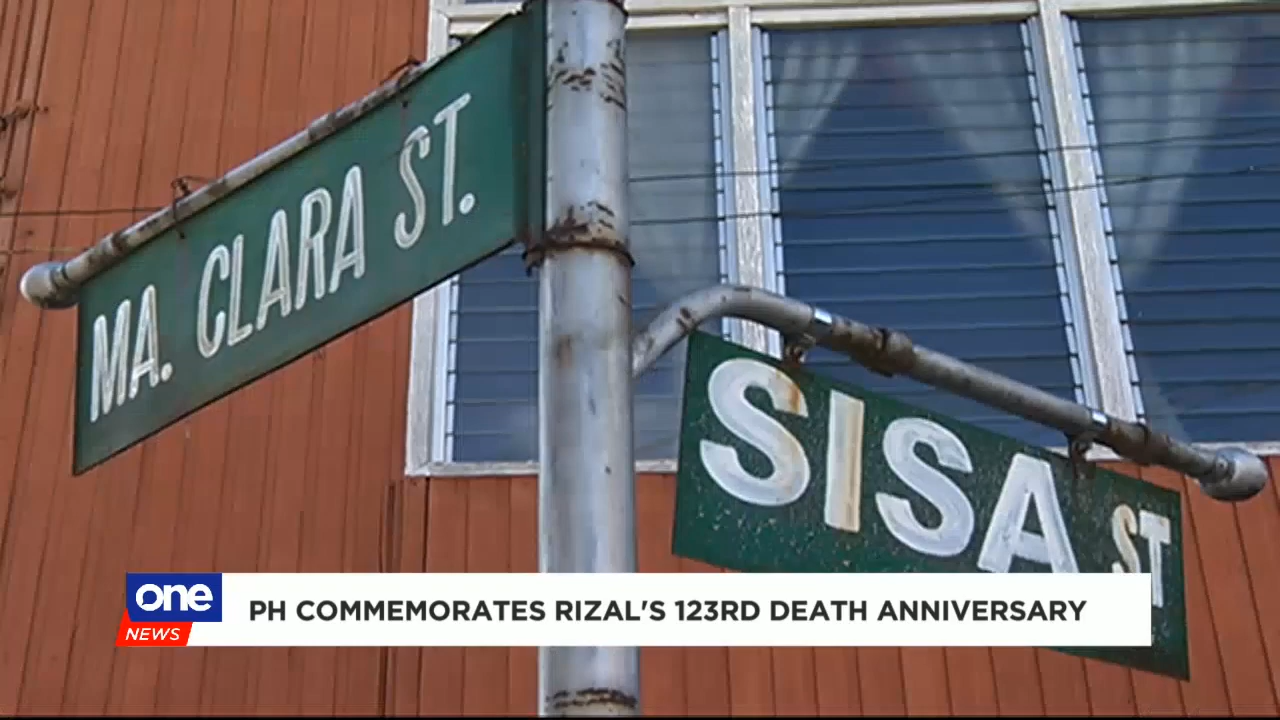 MA. CLARA ST.
SISA ST
one
NEWS
PH COMMEMORATES RIZAL'S 123RD DEATH ANNIVERSARY